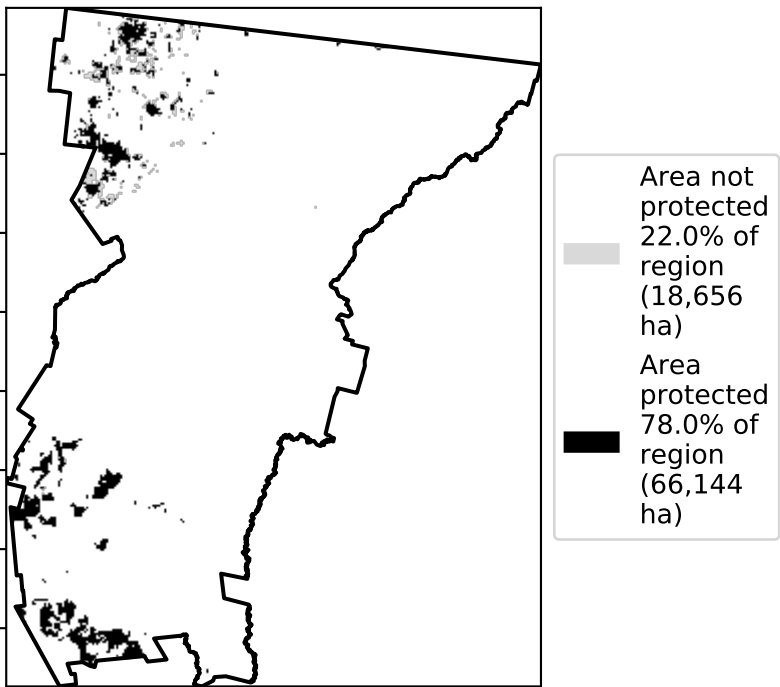 Area not
protected
22.0% of
region
(18,656
ha)
Area
protected
78.0% of
region
(66,144
ha)